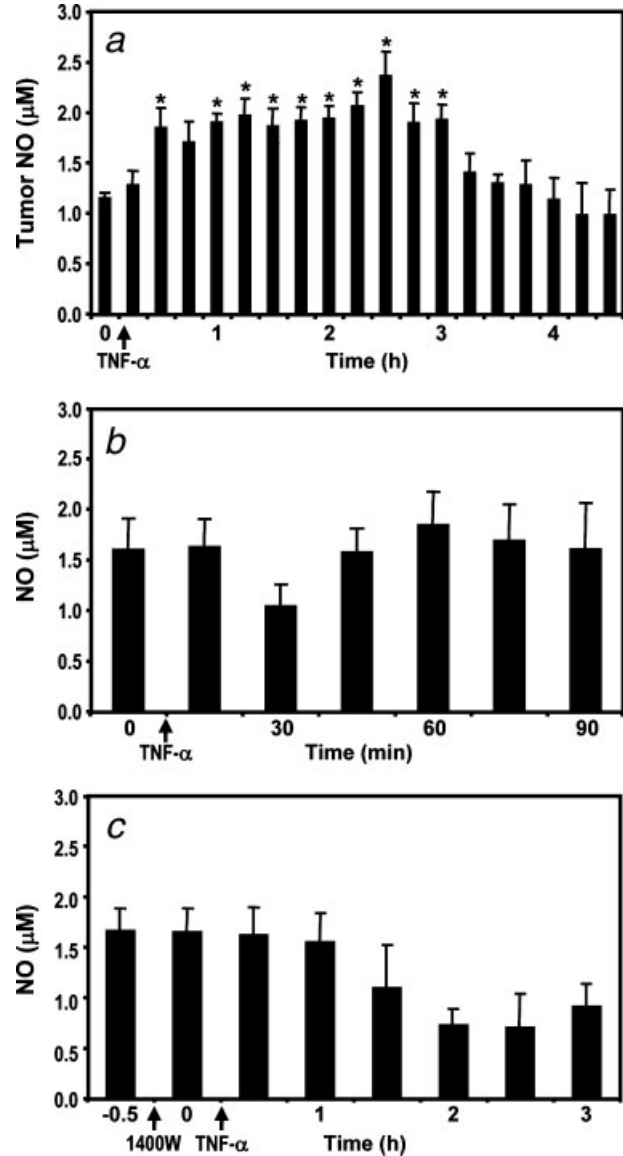 a
Tumor NO (µM)
3.0
2.5
2.0
1.5
1.0
0.5
0.0
* * * * * * * * * *
0 1 2 3 4
TNF-α Time (h)
b
NO (µM)
3.0
2.5
2.0
1.5
1.0
0.5
0.0
0 30 60 90
TNF-α Time (min)
c
NO (µM)
3.0
2.5
2.0
1.5
1.0
0.5
0.0
-0.5 0 1 2 3
1400W TNF-α Time (h)